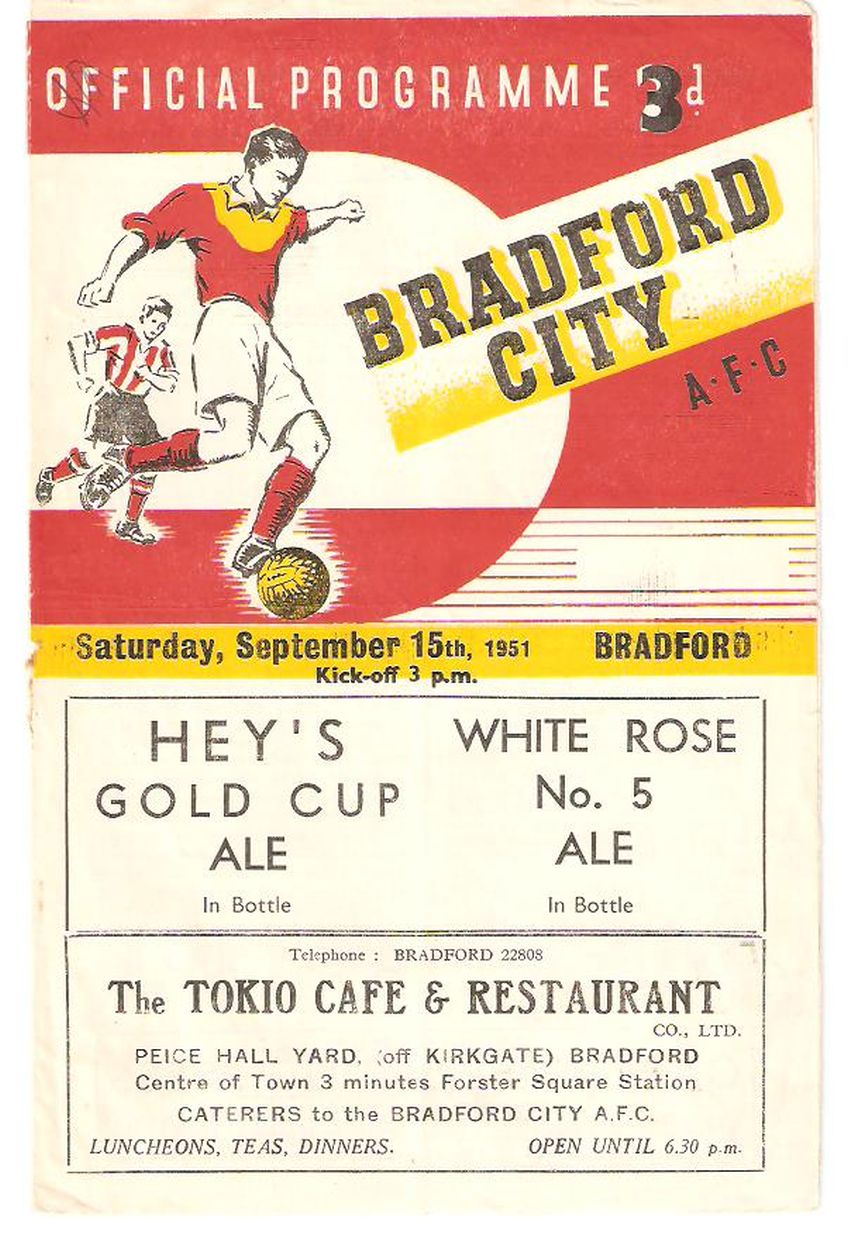 OFFICIAL PROGRAMME 3d
BRADFORD
CITY
A·F·C
Saturday, September 15th, 1951 BRADFORD
Kick-off 3 p.m.
HEY'S
GOLD CUP
ALE
In Bottle
WHITE ROSE
No. 5
ALE
In Bottle
Telephone : BRADFORD 22808
The TOKIO CAFE & RESTAURANT
CO., LTD.
PEICE HALL YARD, (off KIRKGATE) BRADFORD
Centre of Town 3 minutes Forster Square Station
CATERERS to the BRADFORD CITY A.F.C.
LUNCHEONS, TEAS, DINNERS. OPEN UNTIL 6.30 p.m.